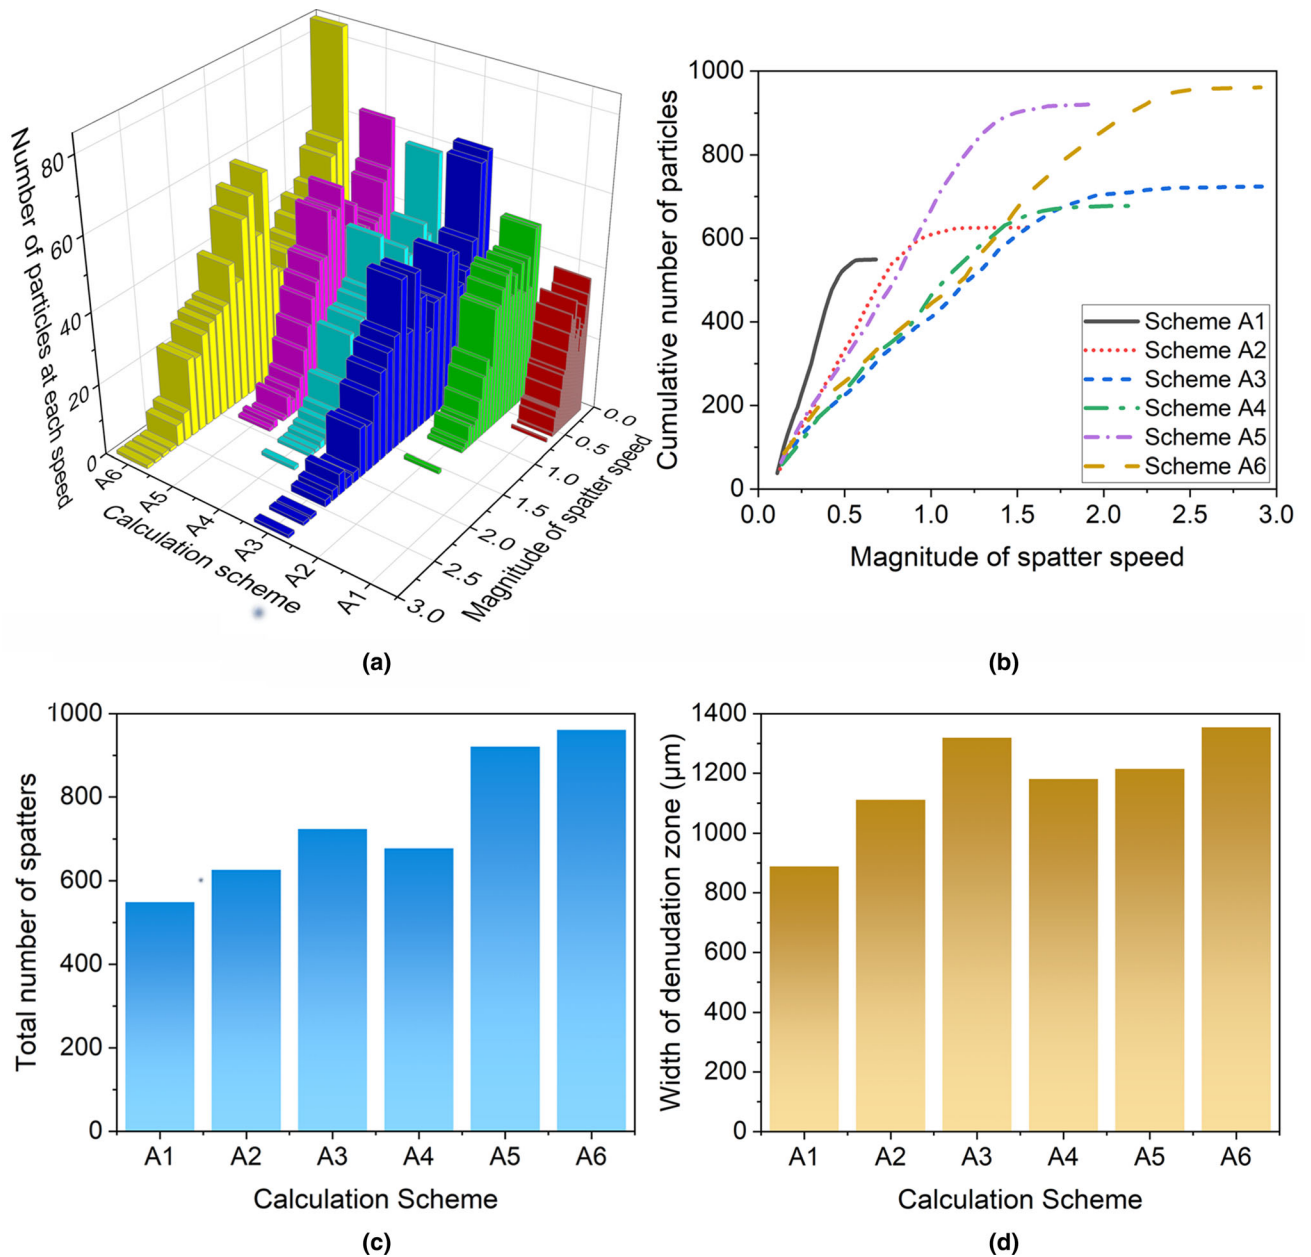 Number of particles at each speed
80
60
40
20
0
A6
A5
A4
A3
A2
A1
Calculation scheme
0.0
0.5
1.0
1.5
2.0
2.5
3.0
Magnitude of spatter speed
(a)
Cumulative number of particles
1000
800
600
400
200
0
Scheme A1
Scheme A2
Scheme A3
Scheme A4
Scheme A5
Scheme A6
0.0 0.5 1.0 1.5 2.0 2.5 3.0
Magnitude of spatter speed
(b)
Total number of spatters
1000
800
600
400
200
0
A1 A2 A3 A4 A5 A6
Calculation Scheme
(c)
Width of denudation zone (μm)
1400
1200
1000
800
600
400
200
0
A1 A2 A3 A4 A5 A6
Calculation Scheme
(d)